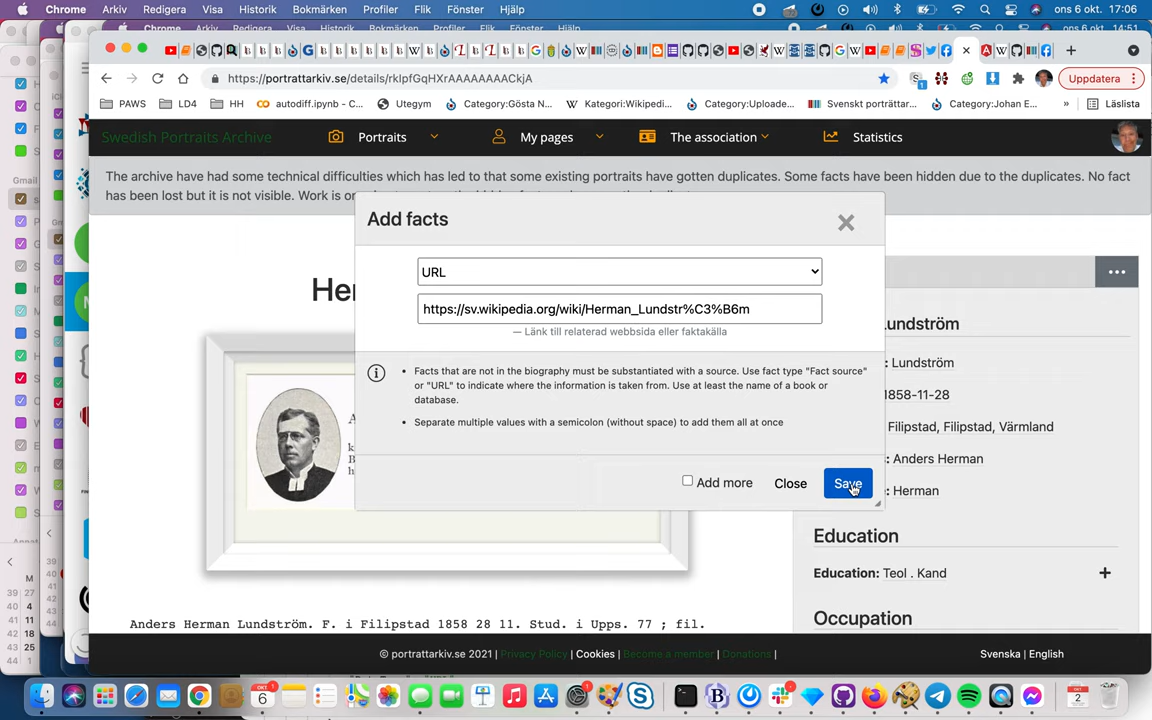 Chrome Arkiv Redigera Visa Historik Bokmärken Profiler Flik Fönster Hjälp ons 6 okt. 17:06
https://portrattarkiv.se/details/rklpfGqHXrAAAAAAAACkjA Uppdatera
PAWS LD4 HH autodiff.ipynb - C... Utegym Category:Gösta N... Kategori:Wikipedi... Category:Uploade... Svenskt porträttar... Category:Johan E... » Läslista
Swedish Portraits Archive Portraits My pages The association Statistics
The archive have had some technical difficulties which has led to that some existing portraits have gotten duplicates. Some facts have been hidden due to the duplicates. No fact
has been lost but it is not visible. Work is
Add facts
URL
https://sv.wikipedia.org/wiki/Herman_Lundstr%C3%B6m
— Länk till relaterad webbsida eller faktakälla
• Facts that are not in the biography must be substantiated with a source. Use fact type "Fact source"
or "URL" to indicate where the information is taken from. Use at least the name of a book or
database.
• Separate multiple values with a semicolon (without space) to add them all at once
Add more Close Save
Her
undström
: Lundström
1858-11-28
Filipstad, Filipstad, Värmland
: Anders Herman
: Herman
Education
Education: Teol . Kand +
Occupation
Anders Herman Lundström. F. i Filipstad 1858 28 11. Stud. i Upps. 77 ; fil.
© portrattarkiv.se 2021 | Privacy Policy | Cookies | Become a member | Donations |
Svenska | English